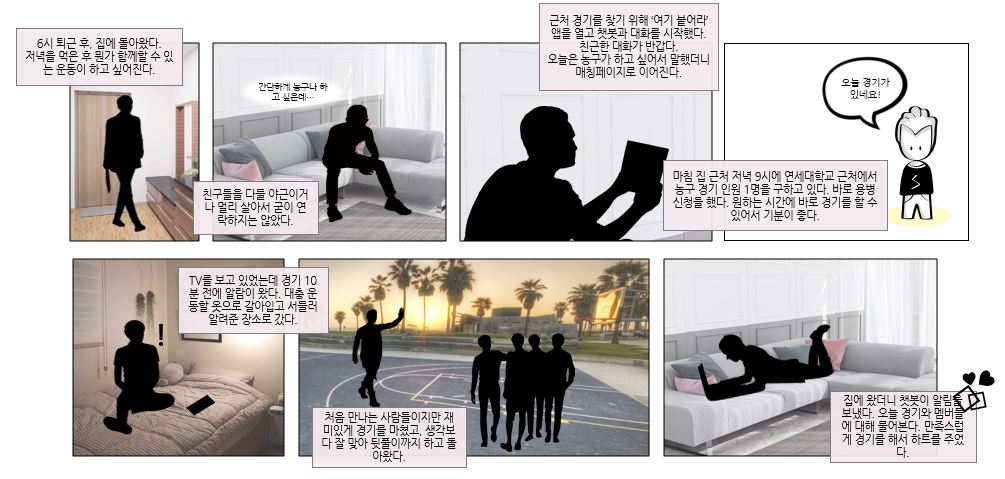 6시 퇴근 후, 집에 돌아왔다.
저녁을 먹은 후 뭔가 함께할 수 있
는 운동이 하고 싶어진다.
간단하게 농구나 하
고 싶은데...
친구들을 다들 야근이거
나 멀리 살아서 굳이 연
락하지는 않았다.
근처 경기를 찾기 위해 '여기 붙어라'
앱을 열고 챗봇과 대화를 시작했다.
친근한 대화가 반갑다.
오늘은 농구가 하고 싶어서 말했더니
매칭페이지로 이어진다.
오늘 경기가
있네요!
마침 집 근처 저녁 9시에 연세대학교 근처에서
농구 경기 인원 1명을 구하고 있다. 바로 용병
신청을 했다. 원하는 시간에 바로 경기를 할 수
있어서 기분이 좋다.
TV를 보고 있었는데 경기 10
분 전에 알람이 왔다. 대충 운
동할 옷으로 갈아입고 서둘러
알려준 장소로 갔다.
!
처음 만나는 사람들이지만 재
미있게 경기를 마쳤고, 생각보
다 잘 맞아 뒷풀이까지 하고 돌
아왔다.
집에 왔더니 챗봇이 알림을
보냈다. 오늘 경기와 멤버들
에 대해 물어본다. 만족스럽
게 경기를 해서 하트를 주었
다.